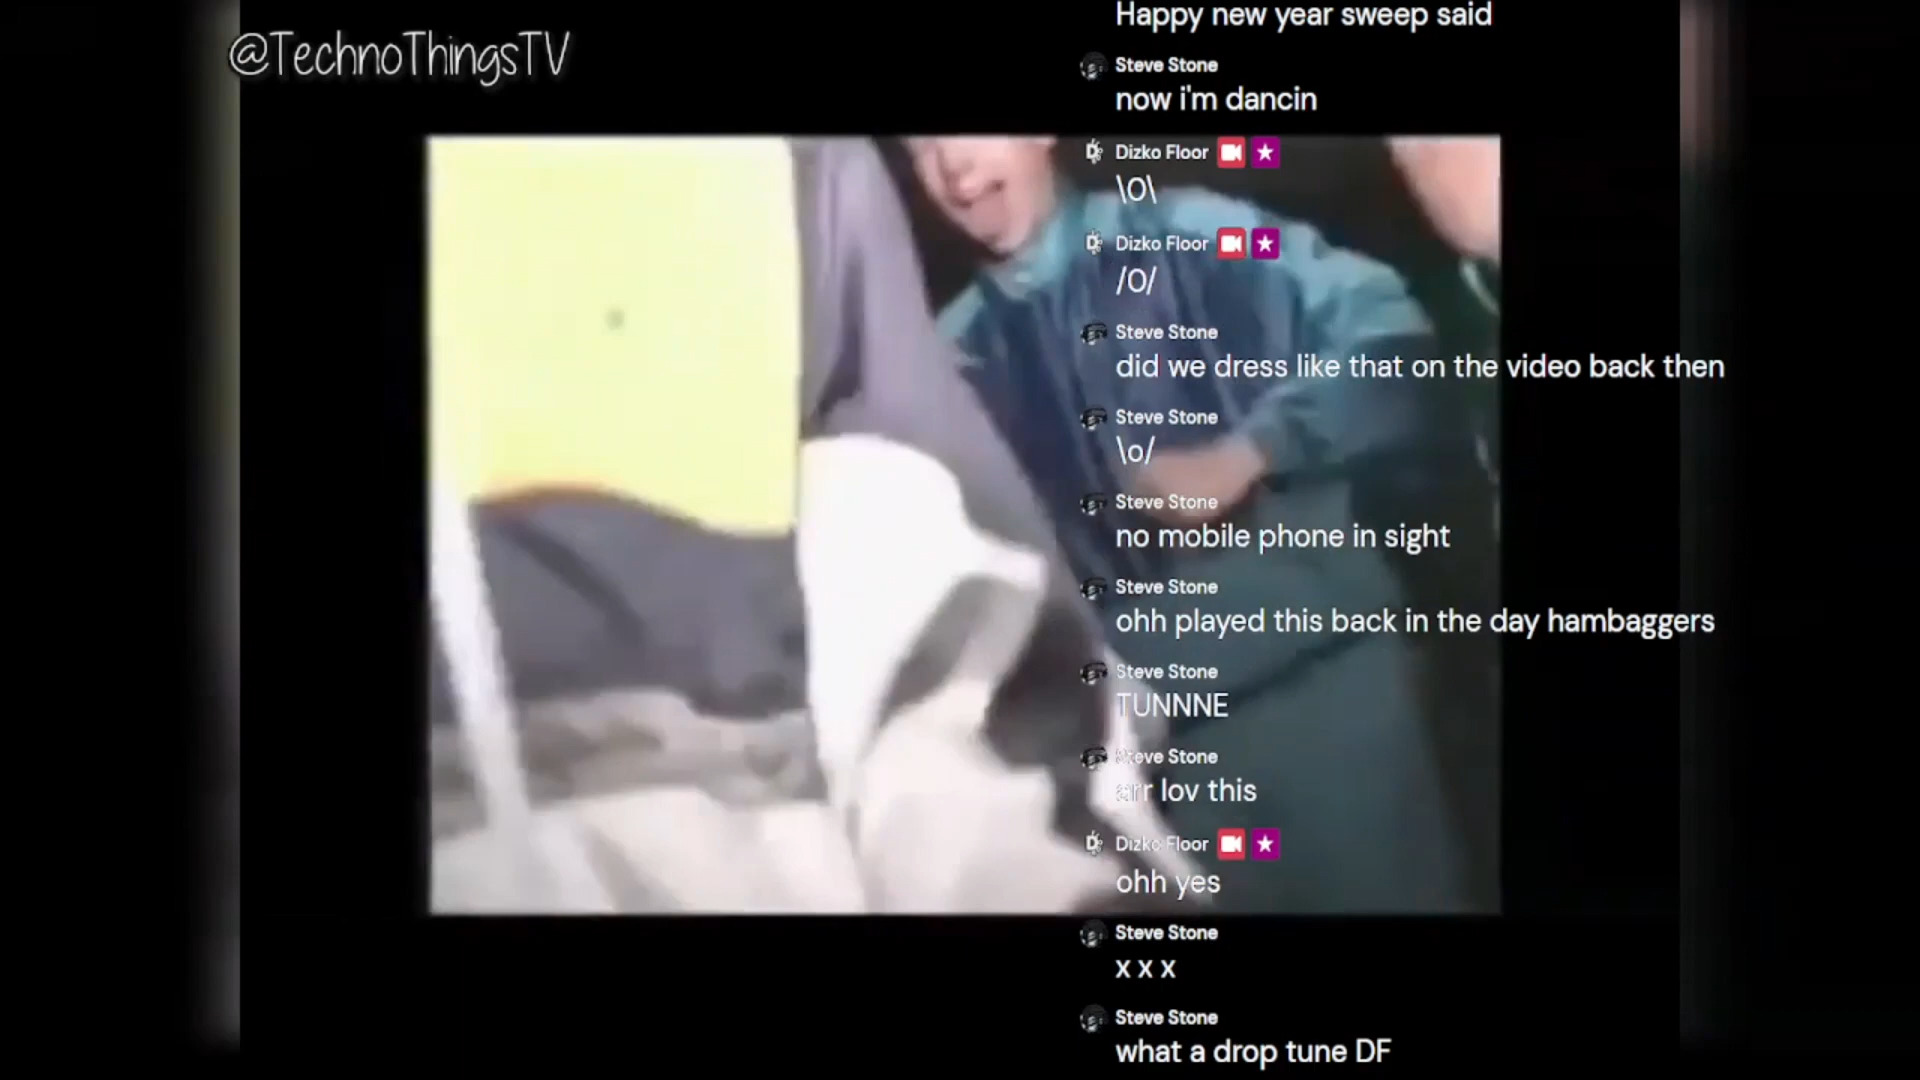 @TechnoThingsTV
Happy new year sweep said
Steve Stone
now i'm dancin
Dizko Floor
\O\
Dizko Floor
/O/
Steve Stone
did we dress like that on the video back then
Steve Stone
\o/
Steve Stone
no mobile phone in sight
Steve Stone
ohh played this back in the day hambaggers
Steve Stone
TUNNNE
Steve Stone
arr lov this
Dizko Floor
ohh yes
Steve Stone
x x x
Steve Stone
what a drop tune DF